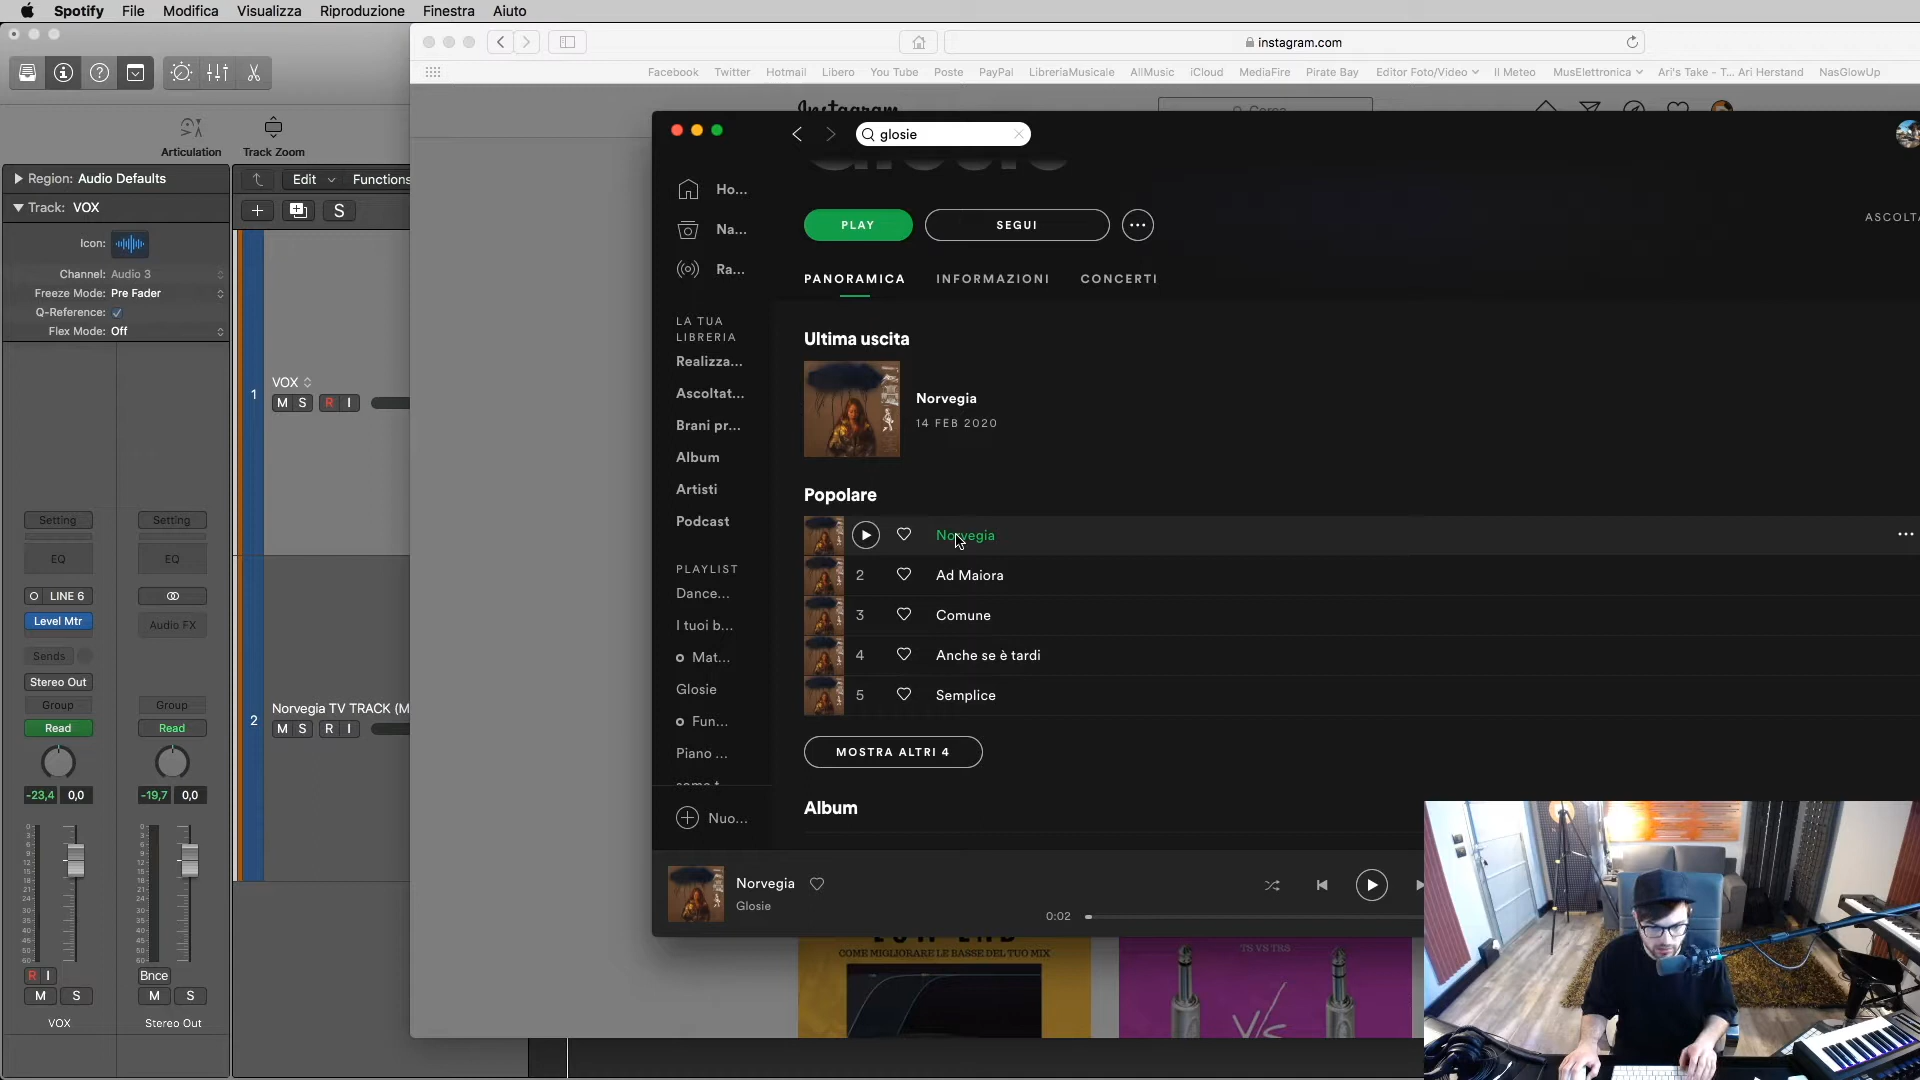 Spotify File Modifica Visualizza Riproduzione Finestra Aiuto
instagram.com
Facebook Twitter Hotmail Libero You Tube Poste PayPal LibreriaMusicale AllMusic iCloud MediaFire Pirate Bay Editor Foto/Video Il Meteo MusElettronica Ari's Take - T... Ari Herstand NasGlowUp
Instagram
Cerca
Articulation Track Zoom
Region: Audio Defaults
Edit Functions
Track: VOX
S
Icon:
Channel: Audio 3
Freeze Mode: Pre Fader
Q-Reference:
Flex Mode: Off
1
VOX
M S R I
2
Norvegia TV TRACK (M
M S R I
Setting Setting
EQ EQ
LINE 6
Level Mtr Audio FX
Sends
Stereo Out
Group Group
Read Read
-23,4 0,0 -19,7 0,0
R I Bnce
M S M S
VOX Stereo Out
glosie
Ho...
Na...
Ra...
LA TUA
LIBRERIA
Realizza...
Ascoltat...
Brani pr...
Album
Artisti
Podcast
PLAYLIST
Dance...
I tuoi b...
Mat...
Glosie
Fun...
Piano ...
Nuo...
PLAY SEGUI
ASCOLTA
PANORAMICA INFORMAZIONI CONCERTI
Ultima uscita
Norvegia
14 FEB 2020
Popolare
Norvegia
2 Ad Maiora
3 Comune
4 Anche se è tardi
5 Semplice
MOSTRA ALTRI 4
Album
Norvegia
Glosie
0:02
COME MIGLIORARE LE BASSE DEL TUO MIX
TS VS TRS
V/S